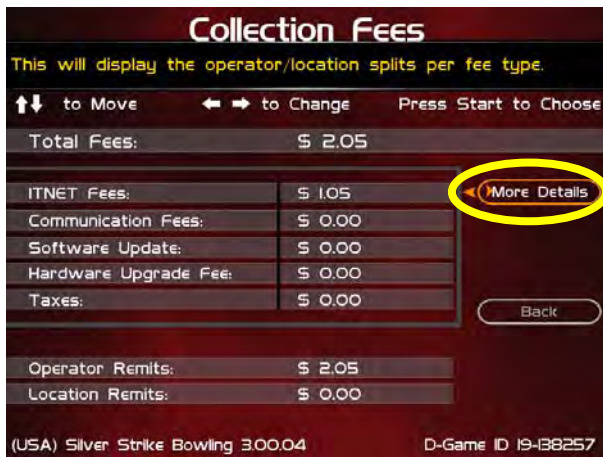 Collection Fees
This will display the operator/location splits per fee type.
to Move to Change Press Start to Choose
Total Fees: $ 2.05
ITNET Fees: $ 1.05 More Details
Communication Fees: $ 0.00
Software Update: $ 0.00
Hardware Upgrade Fee: $ 0.00
Taxes: $ 0.00
Back
Operator Remits: $ 2.05
Location Remits: $ 0.00
(USA) Silver Strike Bowling 3.00.04 D-Game ID 19-138257